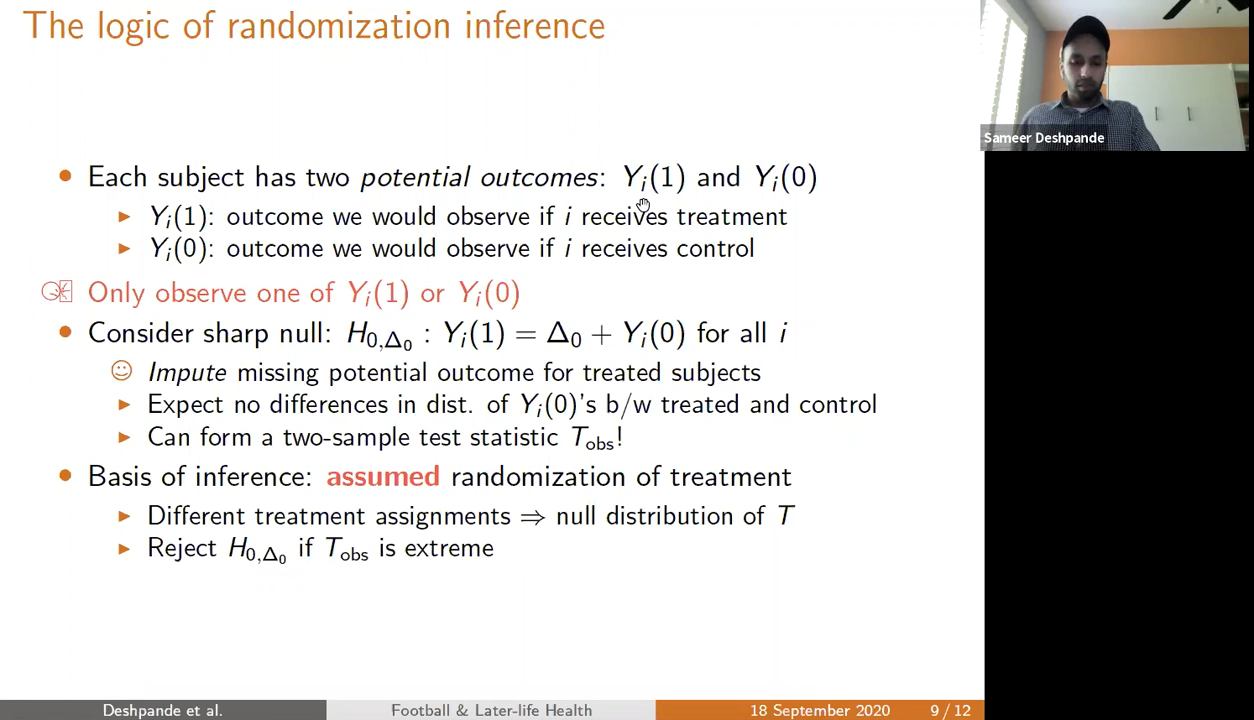 The logic of randomization inference
Sameer Deshpande
• Each subject has two potential outcomes: Yᵢ(1) and Yᵢ(0)
▶ Yᵢ(1): outcome we would observe if i receives treatment
▶ Yᵢ(0): outcome we would observe if i receives control
☹ Only observe one of Yᵢ(1) or Yᵢ(0)
• Consider sharp null: H₀,Δ₀ : Yᵢ(1) = Δ₀ + Yᵢ(0) for all i
☺ Impute missing potential outcome for treated subjects
▶ Expect no differences in dist. of Yᵢ(0)'s b/w treated and control
▶ Can form a two-sample test statistic T_obs!
• Basis of inference: assumed randomization of treatment
▶ Different treatment assignments ⇒ null distribution of T
▶ Reject H₀,Δ₀ if T_obs is extreme
Deshpande et al. Football & Later-life Health 18 September 2020 9 / 12